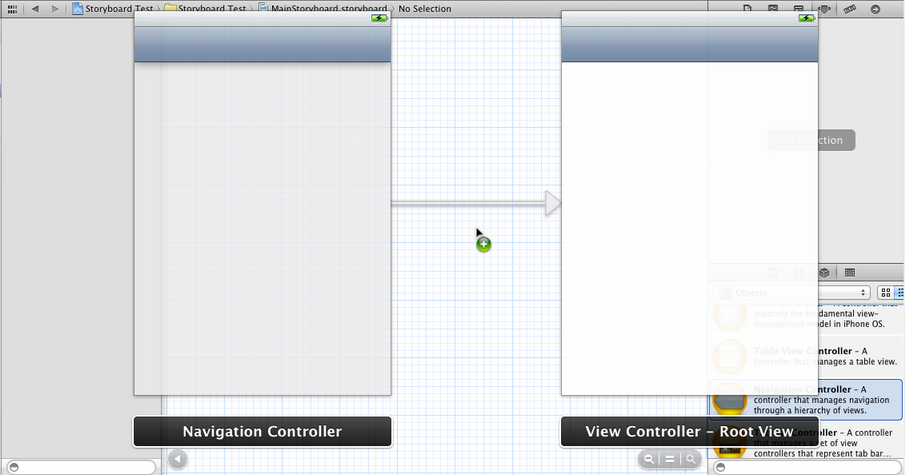 Storyboard Test › Storyboard Test › MainStoryboard.storyboard › No Selection
Objects
supports the fundamental view-
management model in iPhone OS.
Table View Controller – A
controller that manages a table view.
Navigation Controller – A
controller that manages navigation
through a hierarchy of views.
Controller – A controller
that manages a set of view
controllers that represent tab bar...
Navigation Controller
View Controller – Root View